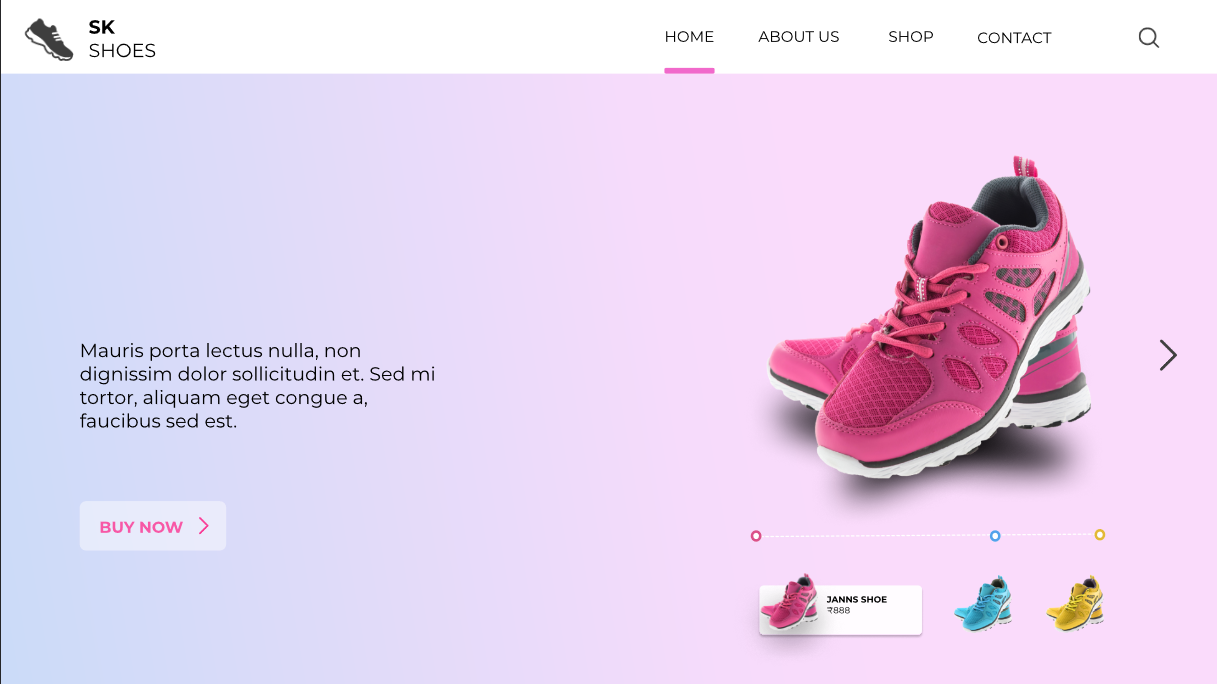 SK
SHOES
HOME
ABOUT US
SHOP
CONTACT
Mauris porta lectus nulla, non
dignissim dolor sollicitudin et. Sed mi
tortor, aliquam eget congue a,
faucibus sed est.
BUY NOW
JANNS SHOE
₹888